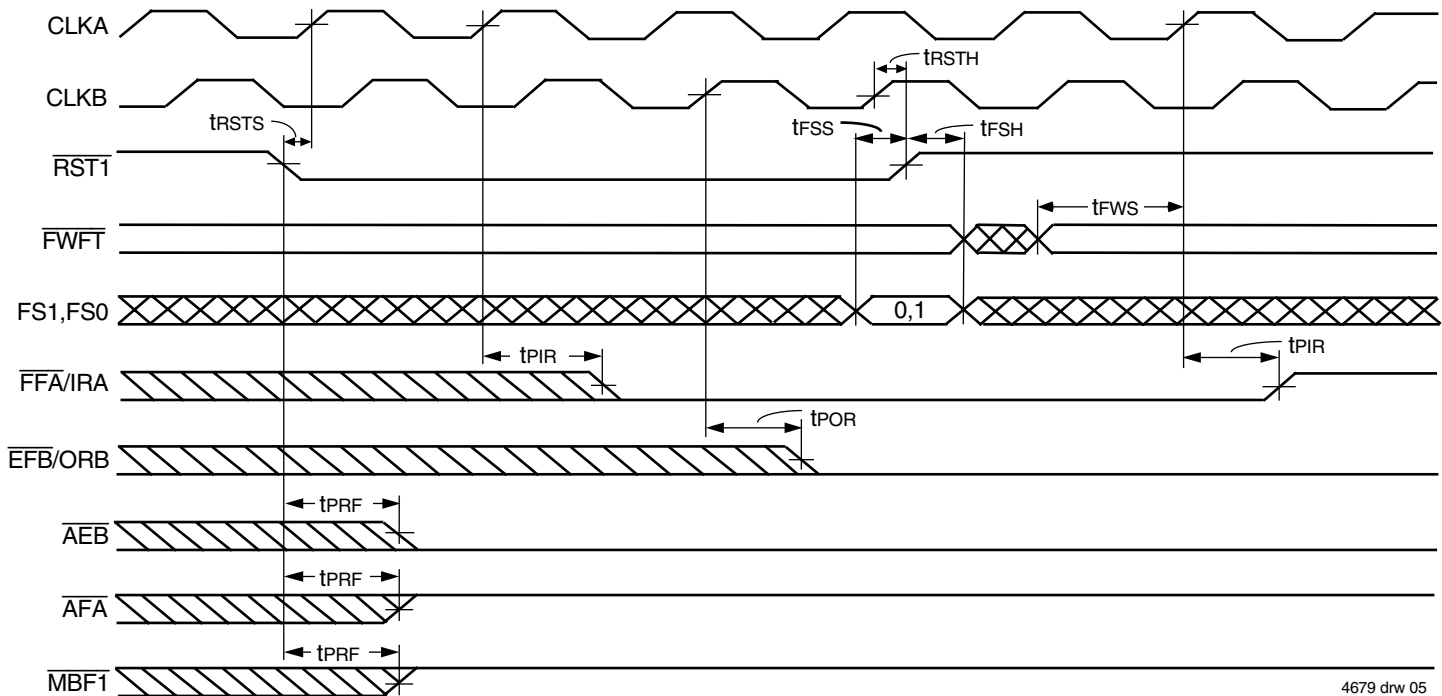 CLKA
tRSTH
CLKB
tRSTS
tFSS
tFSH
RST1
tFWS
FWFT
FS1,FS0
0,1
tPIR
tPIR
FFA/IRA
tPOR
EFB/ORB
tPRF
AEB
tPRF
AFA
tPRF
MBF1
4679 drw 05